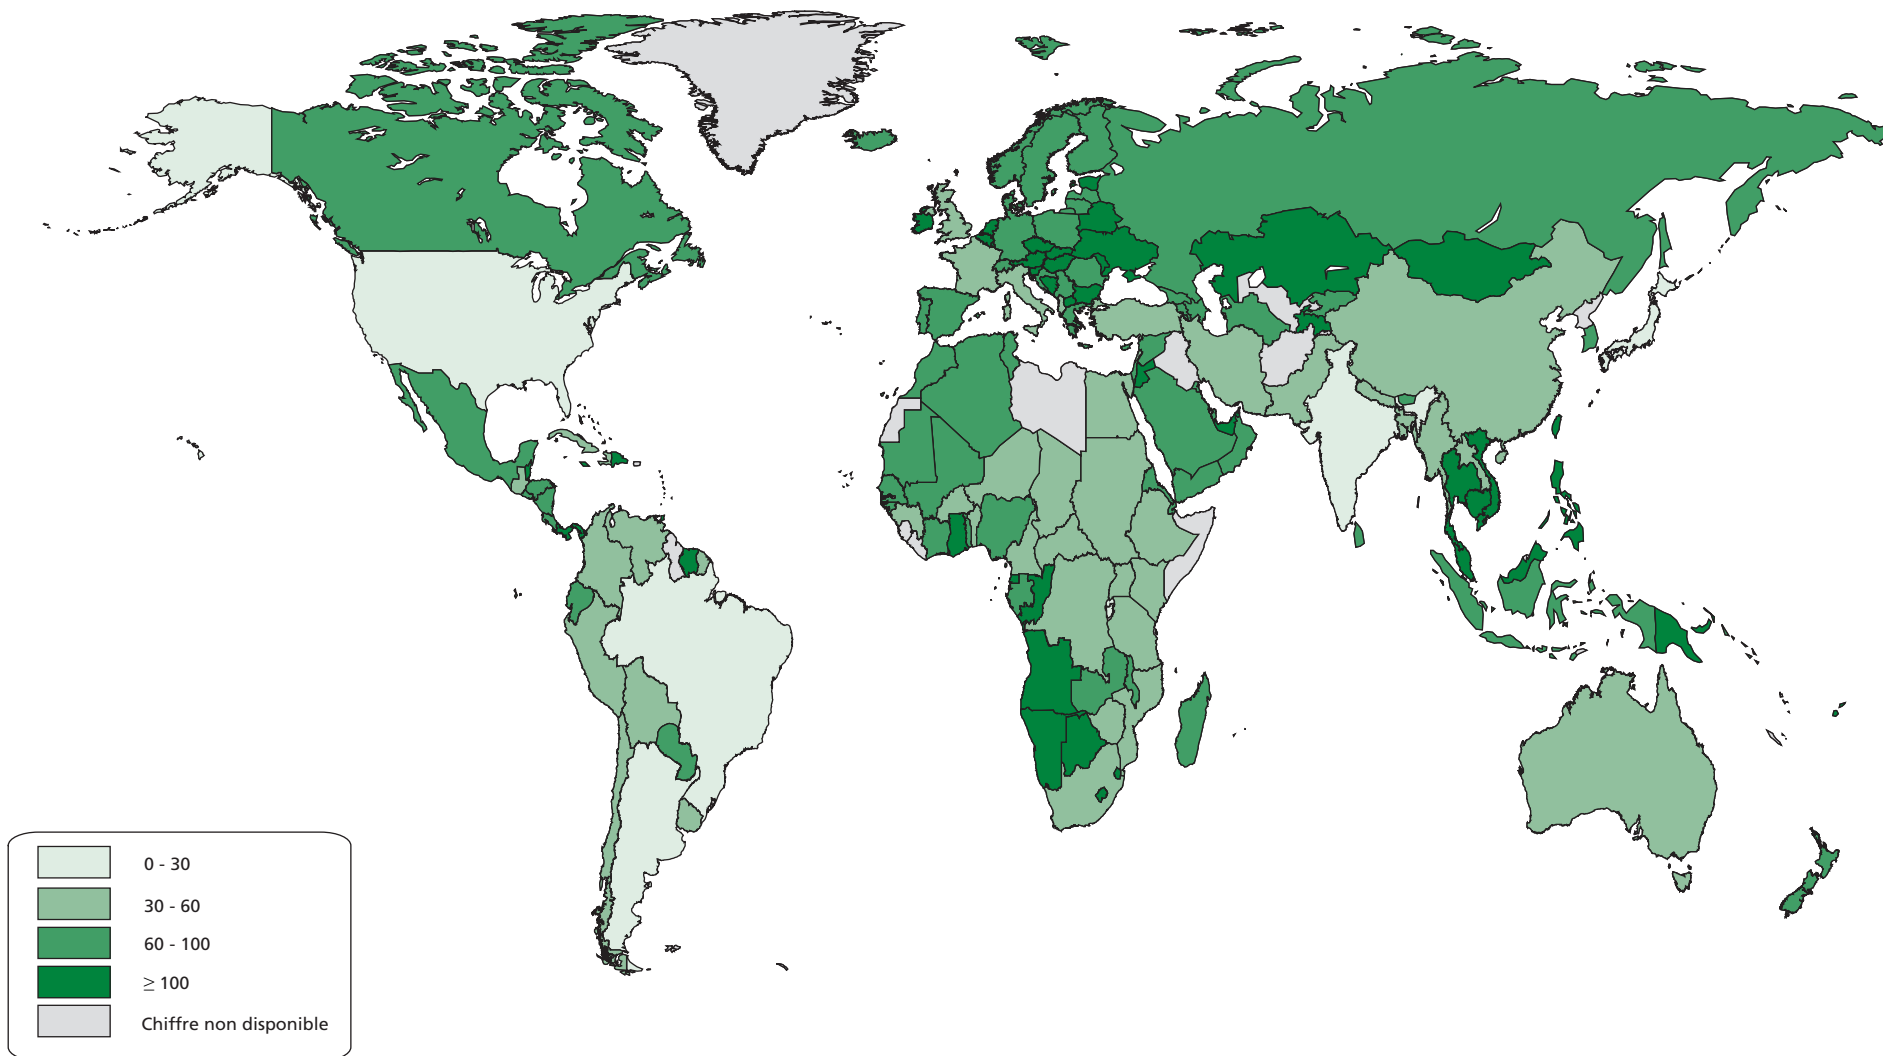 0 - 30
30 - 60
60 - 100
≥ 100
Chiffre non disponible